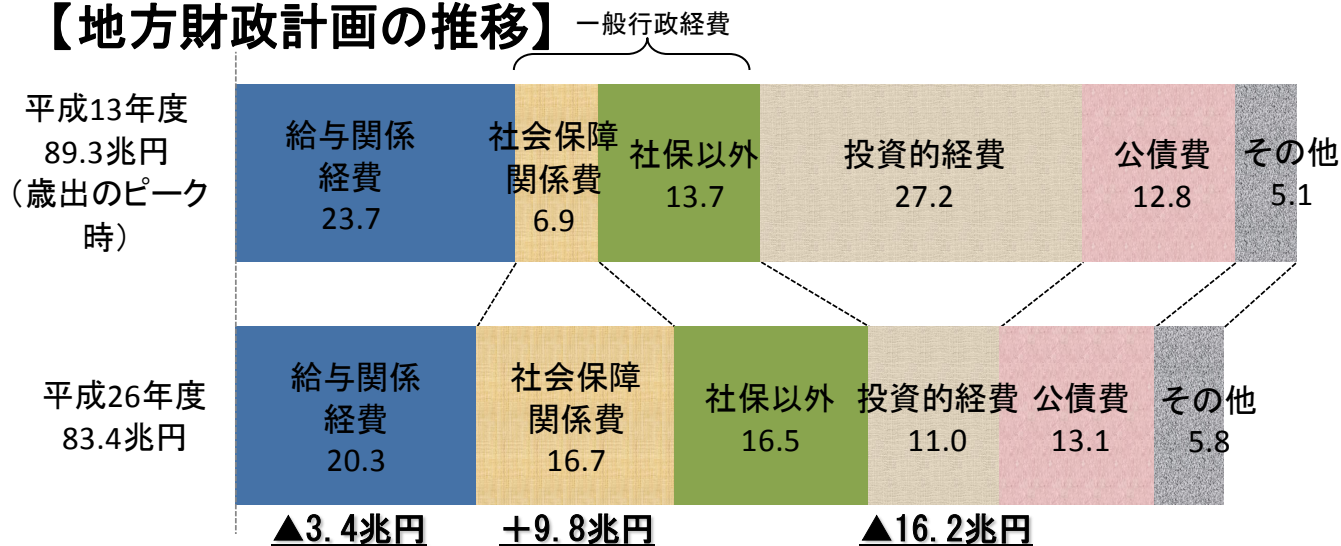 【地方財政計画の推移】
一般行政経費
平成13年度
89.3兆円
（歳出のピーク
時）
給与関係
経費
23.7
社会保障
関係費
6.9
社保以外
13.7
投資的経費
27.2
公債費
12.8
その他
5.1
平成26年度
83.4兆円
給与関係
経費
20.3
社会保障
関係費
16.7
社保以外
16.5
投資的経費
11.0
公債費
13.1
その他
5.8
▲3.4兆円
＋9.8兆円
▲16.2兆円